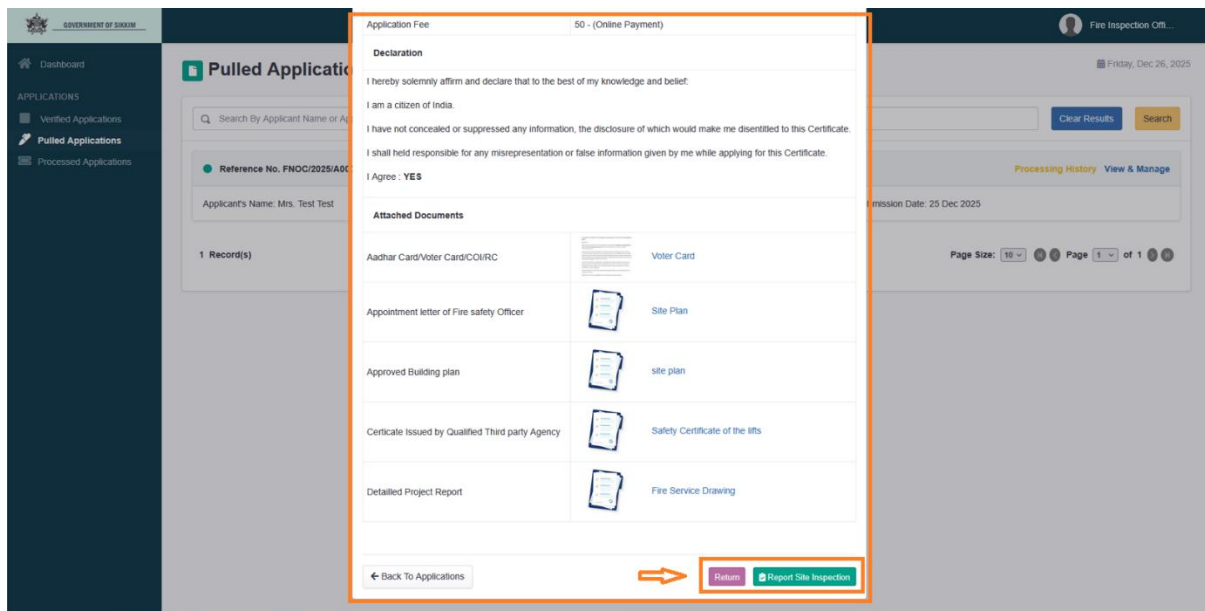 GOVERNMENT OF SIKKIM
Fire Inspection Offi...
Dashboard
APPLICATIONS
Verified Applications
Pulled Applications
Processed Applications
Pulled Applicatio
Friday, Dec 26, 2025
Search By Applicant Name or Ap
Clear Results
Search
Reference No. FNOC/2025/A00
Processing History View & Manage
Applicant's Name: Mrs. Test Test
mission Date: 25 Dec 2025
1 Record(s)
Page Size: 10 Page 1 of 1
Application Fee 50 - (Online Payment)
Declaration
I hereby solemnly affirm and declare that to the best of my knowledge and belief:
I am a citizen of India.
I have not concealed or suppressed any information, the disclosure of which would make me disentitled to this Certificate.
I shall held responsible for any misrepresentation or false information given by me while applying for this Certificate.
I Agree : YES
Attached Documents
Aadhar Card/Voter Card/COI/RC Voter Card
Appointment letter of Fire safety Officer Site Plan
Approved Building plan site plan
Certicate Issued by Qualified Third party Agency Safety Certificate of the lifts
Detailled Project Report Fire Service Drawing
Back To Applications
Return
Report Site Inspection